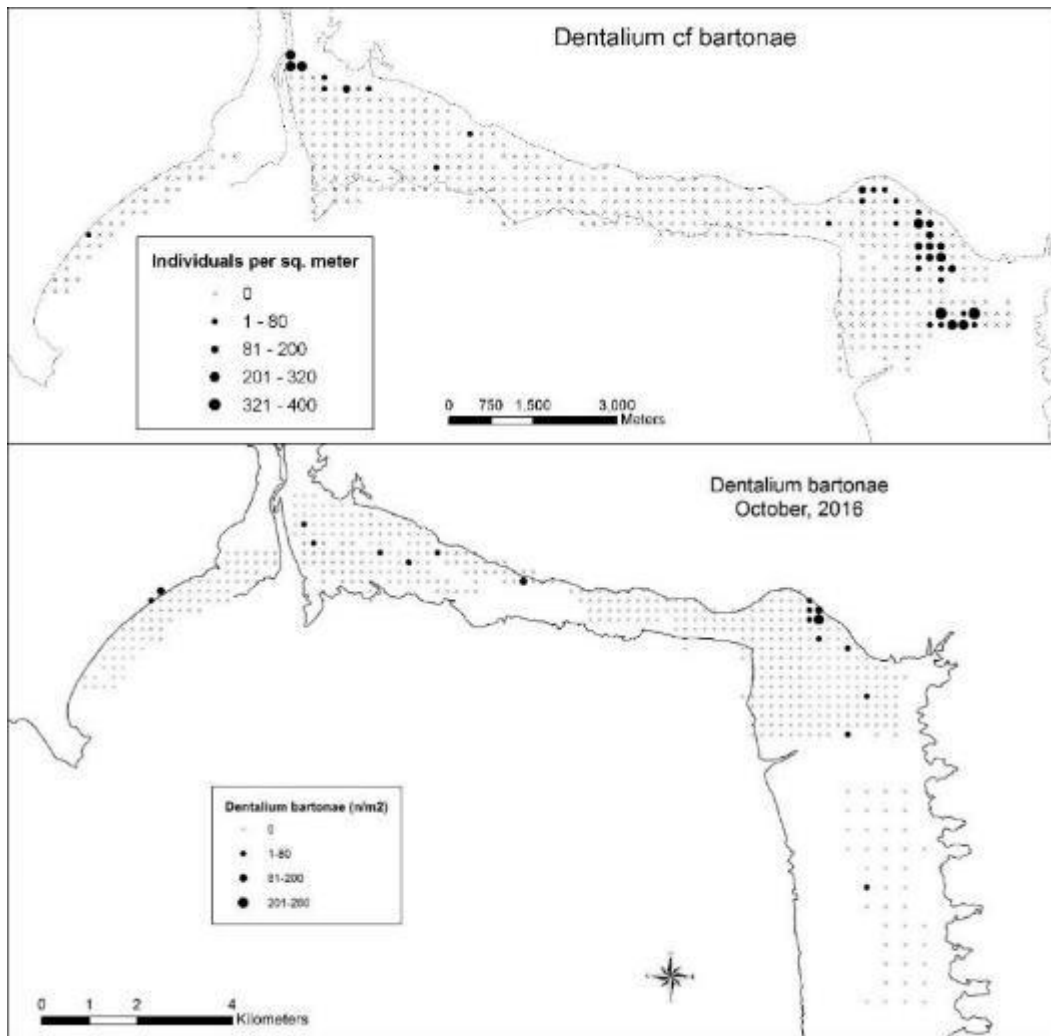 Dentalium cf bartonae
Individuals per sq. meter
0
1 - 80
81 - 200
201 - 320
321 - 400
0 750 1,500 3,000
Meters
Dentalium bartonae
October, 2016
Dentalium bartonae (n/m2)
0
1-80
81-200
0 1 2 4
Kilometers